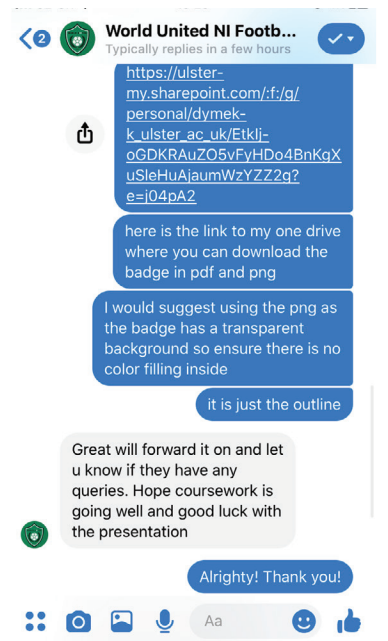 2
World United NI Footb...
Typically replies in a few hours
https://ulster-
my.sharepoint.com/:f:/g/
personal/dymek-
k_ulster_ac_uk/Etklj-
oGDKRAuZO5vFyHDo4BnKgX
uSleHuAjaumWzYZZ2g?
e=j04pA2
here is the link to my one drive
where you can download the
badge in pdf and png
I would suggest using the png as
the badge has a transparent
background so ensure there is no
color filling inside
it is just the outline
Great will forward it on and let
u know if they have any
queries. Hope coursework is
going well and good luck with
the presentation
Alrighty! Thank you!
Aa